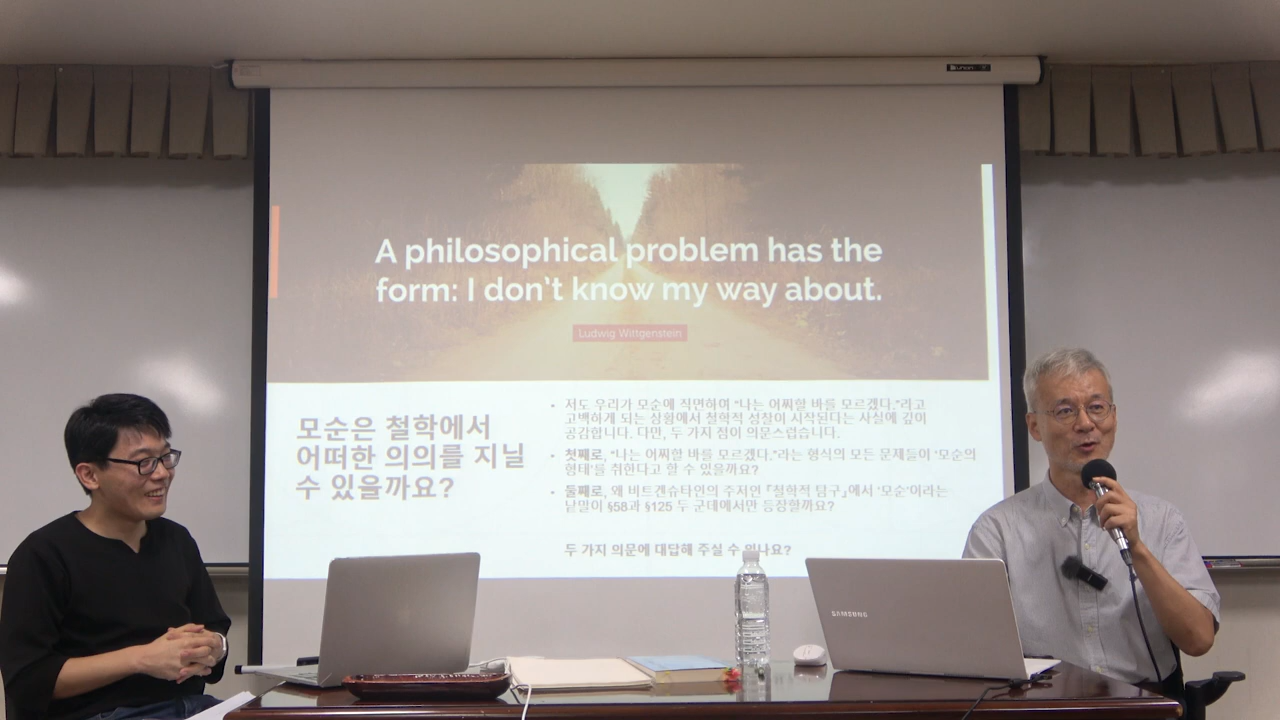 A philosophical problem has the
form: I don't know my way about.
Ludwig Wittgenstein
모순은 철학에서
어떠한 의의를 지닐
수 있을까요?
• 저도 우리가 모순에 직면하여 “나는 어찌할 바를 모르겠다.”라고
고백하게 되는 상황에서 철학적 성찰이 시작된다는 사실에 깊이
공감합니다. 다만, 두 가지 점이 의문스럽습니다.
• 첫째로, “나는 어찌할 바를 모르겠다.”라는 형식의 모든 문제들이 ‘모순의
형태’를 취한다고 할 수 있을까요?
• 둘째로, 왜 비트겐슈타인의 주저인 『철학적 탐구』에서 ‘모순’이라는
낱말이 §58과 §125 두 군데에서만 등장할까요?
두 가지 의문에 대답해 주실 수 있나요?
SAMSUNG